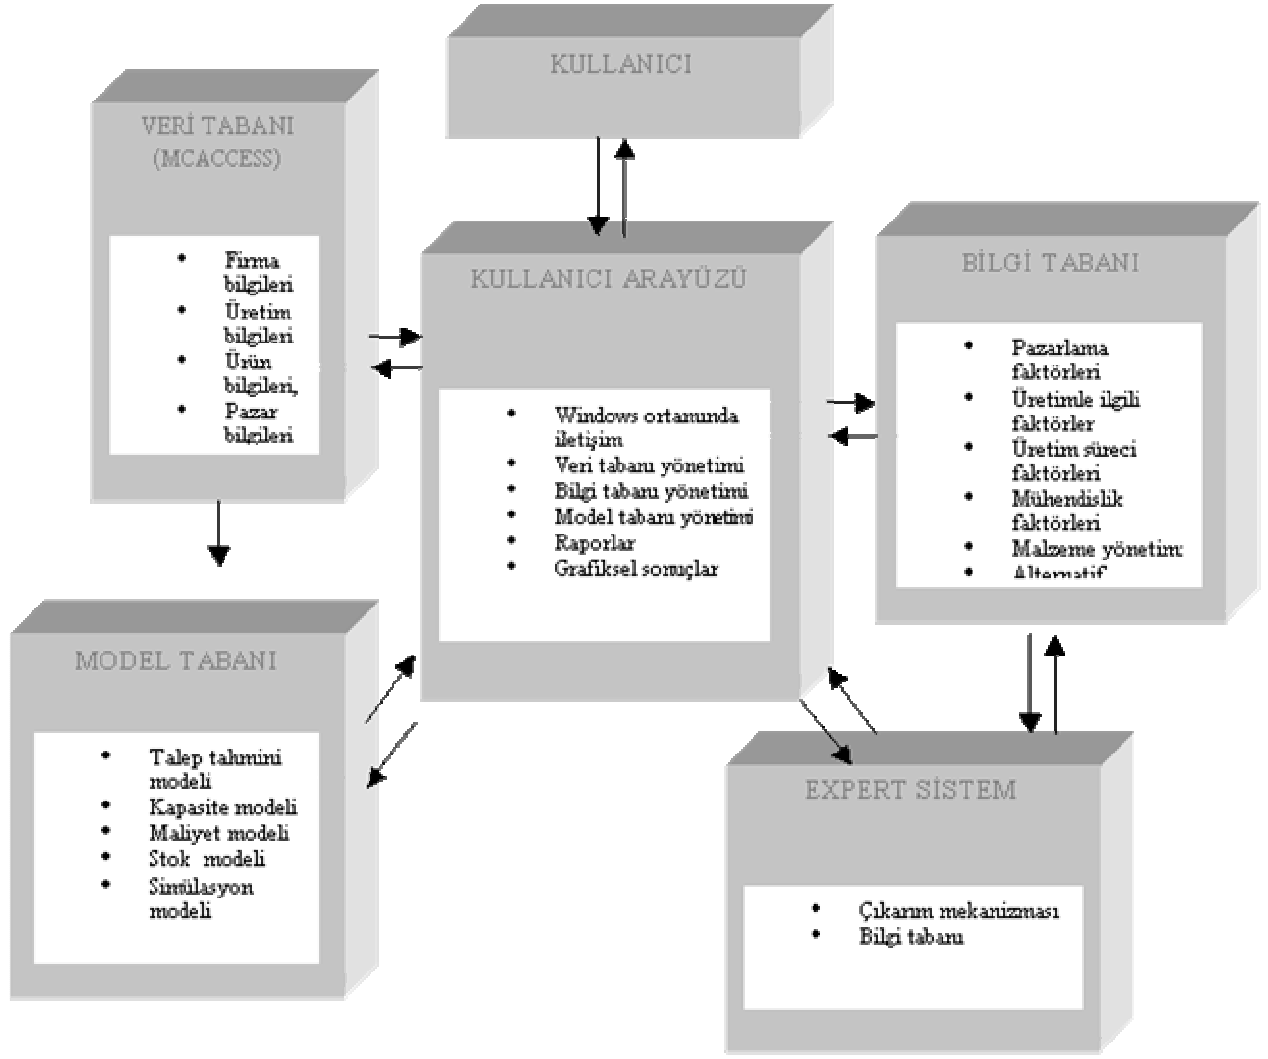 KULLANICI
VERİ TABANI
(MCACCESS)
• Firma
bilgileri
• Üretim
bilgileri
• Ürün
bilgileri,
• Pazar
bilgileri
KULLANICI ARAYÜZÜ
• Windows ortamında
iletişim
• Veri tabanı yönetimi
• Bilgi tabanı yönetimi
• Model tabanı yönetimi
• Raporlar
• Grafiksel sonuçlar
BİLGİ TABANI
• Pazarlama
faktörleri
• Üretimle ilgili
faktörler
• Üretim süreci
faktörleri
• Mühendislik
faktörleri
• Malzeme yönetim
• Alternatif
MODEL TABANI
• Talep tahmini
modeli
• Kapasite modeli
• Maliyet modeli
• Stok modeli
• Simülasyon
modeli
EXPERT SİSTEM
• Çıkarım mekanizması
• Bilgi tabanı